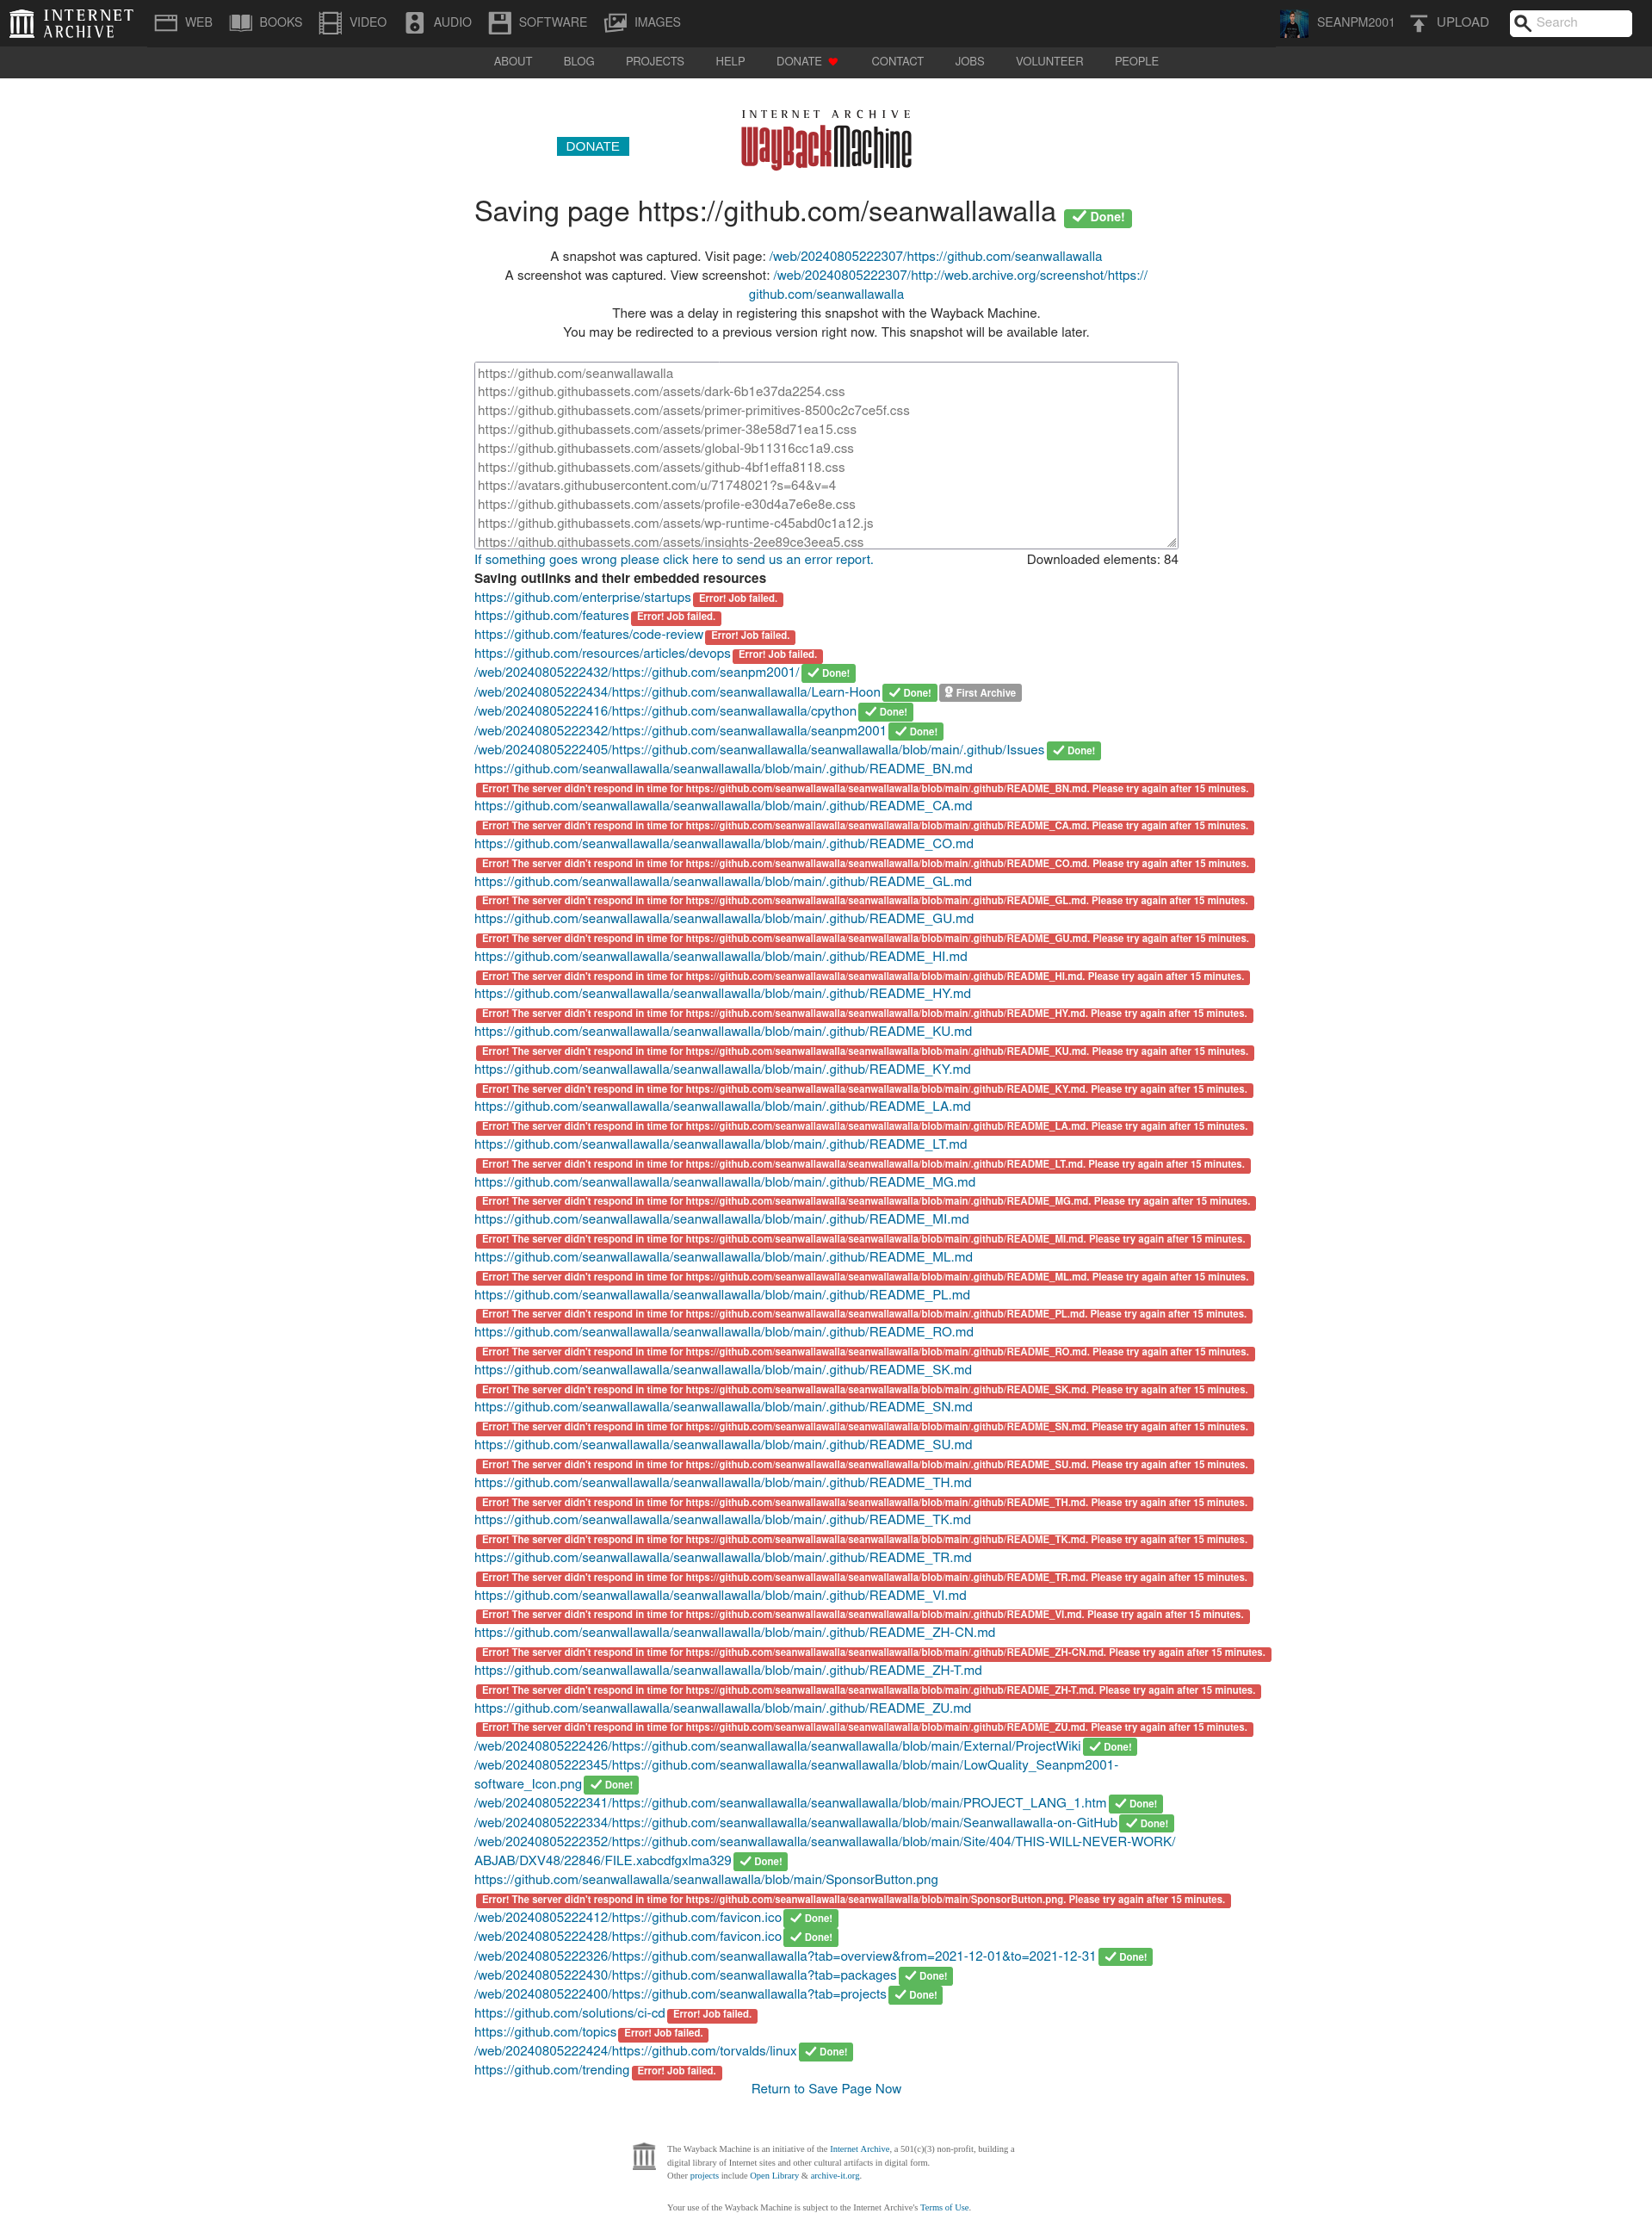 INTERNET ARCHIVE
WEB BOOKS VIDEO AUDIO SOFTWARE IMAGES SEANPM2001 UPLOAD Search
ABOUT BLOG PROJECTS HELP DONATE CONTACT JOBS VOLUNTEER PEOPLE
INTERNET ARCHIVE
DONATE WayBackMachine
Saving page https://github.com/seanwallawalla Done!
A snapshot was captured. Visit page: /web/20240805222307/https://github.com/seanwallawalla
A screenshot was captured. View screenshot: /web/20240805222307/http://web.archive.org/screenshot/https://
github.com/seanwallawalla
There was a delay in registering this snapshot with the Wayback Machine.
You may be redirected to a previous version right now. This snapshot will be available later.
https://github.com/seanwallawalla
https://github.githubassets.com/assets/dark-6b1e37da2254.css
https://github.githubassets.com/assets/primer-primitives-8500c2c7ce5f.css
https://github.githubassets.com/assets/primer-38e58d71ea15.css
https://github.githubassets.com/assets/global-9b11316cc1a9.css
https://github.githubassets.com/assets/github-4bf1effa8118.css
https://avatars.githubusercontent.com/u/71748021?s=64&v=4
https://github.githubassets.com/assets/profile-e30d4a7e6e8e.css
https://github.githubassets.com/assets/wp-runtime-c45abd0c1a12.js
https://github.githubassets.com/assets/insights-2ee89ce3eea5.css
If something goes wrong please click here to send us an error report. Downloaded elements: 84
Saving outlinks and their embedded resources
https://github.com/enterprise/startups Error! Job failed.
https://github.com/features Error! Job failed.
https://github.com/features/code-review Error! Job failed.
https://github.com/resources/articles/devops Error! Job failed.
/web/20240805222432/https://github.com/seanpm2001/ Done!
/web/20240805222434/https://github.com/seanwallawalla/Learn-Hoon Done! First Archive
/web/20240805222416/https://github.com/seanwallawalla/cpython Done!
/web/20240805222342/https://github.com/seanwallawalla/seanpm2001 Done!
/web/20240805222405/https://github.com/seanwallawalla/seanwallawalla/blob/main/.github/Issues Done!
https://github.com/seanwallawalla/seanwallawalla/blob/main/.github/README_BN.md
Error! The server didn't respond in time for https://github.com/seanwallawalla/seanwallawalla/blob/main/.github/README_BN.md. Please try again after 15 minutes.
https://github.com/seanwallawalla/seanwallawalla/blob/main/.github/README_CA.md
Error! The server didn't respond in time for https://github.com/seanwallawalla/seanwallawalla/blob/main/.github/README_CA.md. Please try again after 15 minutes.
https://github.com/seanwallawalla/seanwallawalla/blob/main/.github/README_CO.md
Error! The server didn't respond in time for https://github.com/seanwallawalla/seanwallawalla/blob/main/.github/README_CO.md. Please try again after 15 minutes.
https://github.com/seanwallawalla/seanwallawalla/blob/main/.github/README_GL.md
Error! The server didn't respond in time for https://github.com/seanwallawalla/seanwallawalla/blob/main/.github/README_GL.md. Please try again after 15 minutes.
https://github.com/seanwallawalla/seanwallawalla/blob/main/.github/README_GU.md
Error! The server didn't respond in time for https://github.com/seanwallawalla/seanwallawalla/blob/main/.github/README_GU.md. Please try again after 15 minutes.
https://github.com/seanwallawalla/seanwallawalla/blob/main/.github/README_HI.md
Error! The server didn't respond in time for https://github.com/seanwallawalla/seanwallawalla/blob/main/.github/README_HI.md. Please try again after 15 minutes.
https://github.com/seanwallawalla/seanwallawalla/blob/main/.github/README_HY.md
Error! The server didn't respond in time for https://github.com/seanwallawalla/seanwallawalla/blob/main/.github/README_HY.md. Please try again after 15 minutes.
https://github.com/seanwallawalla/seanwallawalla/blob/main/.github/README_KU.md
Error! The server didn't respond in time for https://github.com/seanwallawalla/seanwallawalla/blob/main/.github/README_KU.md. Please try again after 15 minutes.
https://github.com/seanwallawalla/seanwallawalla/blob/main/.github/README_KY.md
Error! The server didn't respond in time for https://github.com/seanwallawalla/seanwallawalla/blob/main/.github/README_KY.md. Please try again after 15 minutes.
https://github.com/seanwallawalla/seanwallawalla/blob/main/.github/README_LA.md
Error! The server didn't respond in time for https://github.com/seanwallawalla/seanwallawalla/blob/main/.github/README_LA.md. Please try again after 15 minutes.
https://github.com/seanwallawalla/seanwallawalla/blob/main/.github/README_LT.md
Error! The server didn't respond in time for https://github.com/seanwallawalla/seanwallawalla/blob/main/.github/README_LT.md. Please try again after 15 minutes.
https://github.com/seanwallawalla/seanwallawalla/blob/main/.github/README_MG.md
Error! The server didn't respond in time for https://github.com/seanwallawalla/seanwallawalla/blob/main/.github/README_MG.md. Please try again after 15 minutes.
https://github.com/seanwallawalla/seanwallawalla/blob/main/.github/README_MI.md
Error! The server didn't respond in time for https://github.com/seanwallawalla/seanwallawalla/blob/main/.github/README_MI.md. Please try again after 15 minutes.
https://github.com/seanwallawalla/seanwallawalla/blob/main/.github/README_ML.md
Error! The server didn't respond in time for https://github.com/seanwallawalla/seanwallawalla/blob/main/.github/README_ML.md. Please try again after 15 minutes.
https://github.com/seanwallawalla/seanwallawalla/blob/main/.github/README_PL.md
Error! The server didn't respond in time for https://github.com/seanwallawalla/seanwallawalla/blob/main/.github/README_PL.md. Please try again after 15 minutes.
https://github.com/seanwallawalla/seanwallawalla/blob/main/.github/README_RO.md
Error! The server didn't respond in time for https://github.com/seanwallawalla/seanwallawalla/blob/main/.github/README_RO.md. Please try again after 15 minutes.
https://github.com/seanwallawalla/seanwallawalla/blob/main/.github/README_SK.md
Error! The server didn't respond in time for https://github.com/seanwallawalla/seanwallawalla/blob/main/.github/README_SK.md. Please try again after 15 minutes.
https://github.com/seanwallawalla/seanwallawalla/blob/main/.github/README_SN.md
Error! The server didn't respond in time for https://github.com/seanwallawalla/seanwallawalla/blob/main/.github/README_SN.md. Please try again after 15 minutes.
https://github.com/seanwallawalla/seanwallawalla/blob/main/.github/README_SU.md
Error! The server didn't respond in time for https://github.com/seanwallawalla/seanwallawalla/blob/main/.github/README_SU.md. Please try again after 15 minutes.
https://github.com/seanwallawalla/seanwallawalla/blob/main/.github/README_TH.md
Error! The server didn't respond in time for https://github.com/seanwallawalla/seanwallawalla/blob/main/.github/README_TH.md. Please try again after 15 minutes.
https://github.com/seanwallawalla/seanwallawalla/blob/main/.github/README_TK.md
Error! The server didn't respond in time for https://github.com/seanwallawalla/seanwallawalla/blob/main/.github/README_TK.md. Please try again after 15 minutes.
https://github.com/seanwallawalla/seanwallawalla/blob/main/.github/README_TR.md
Error! The server didn't respond in time for https://github.com/seanwallawalla/seanwallawalla/blob/main/.github/README_TR.md. Please try again after 15 minutes.
https://github.com/seanwallawalla/seanwallawalla/blob/main/.github/README_VI.md
Error! The server didn't respond in time for https://github.com/seanwallawalla/seanwallawalla/blob/main/.github/README_VI.md. Please try again after 15 minutes.
https://github.com/seanwallawalla/seanwallawalla/blob/main/.github/README_ZH-CN.md
Error! The server didn't respond in time for https://github.com/seanwallawalla/seanwallawalla/blob/main/.github/README_ZH-CN.md. Please try again after 15 minutes.
https://github.com/seanwallawalla/seanwallawalla/blob/main/.github/README_ZH-T.md
Error! The server didn't respond in time for https://github.com/seanwallawalla/seanwallawalla/blob/main/.github/README_ZH-T.md. Please try again after 15 minutes.
https://github.com/seanwallawalla/seanwallawalla/blob/main/.github/README_ZU.md
Error! The server didn't respond in time for https://github.com/seanwallawalla/seanwallawalla/blob/main/.github/README_ZU.md. Please try again after 15 minutes.
/web/20240805222426/https://github.com/seanwallawalla/seanwallawalla/blob/main/External/ProjectWiki Done!
/web/20240805222345/https://github.com/seanwallawalla/seanwallawalla/blob/main/LowQuality_Seanpm2001-
software_Icon.png Done!
/web/20240805222341/https://github.com/seanwallawalla/seanwallawalla/blob/main/PROJECT_LANG_1.htm Done!
/web/20240805222334/https://github.com/seanwallawalla/seanwallawalla/blob/main/Seanwallawalla-on-GitHub Done!
/web/20240805222352/https://github.com/seanwallawalla/seanwallawalla/blob/main/Site/404/THIS-WILL-NEVER-WORK/
ABJAB/DXV48/22846/FILE.xabcdfgxlma329 Done!
https://github.com/seanwallawalla/seanwallawalla/blob/main/SponsorButton.png
Error! The server didn't respond in time for https://github.com/seanwallawalla/seanwallawalla/blob/main/SponsorButton.png. Please try again after 15 minutes.
/web/20240805222412/https://github.com/favicon.ico Done!
/web/20240805222428/https://github.com/favicon.ico Done!
/web/20240805222326/https://github.com/seanwallawalla?tab=overview&from=2021-12-01&to=2021-12-31 Done!
/web/20240805222430/https://github.com/seanwallawalla?tab=packages Done!
/web/20240805222400/https://github.com/seanwallawalla?tab=projects Done!
https://github.com/solutions/ci-cd Error! Job failed.
https://github.com/topics Error! Job failed.
/web/20240805222424/https://github.com/torvalds/linux Done!
https://github.com/trending Error! Job failed.
Return to Save Page Now
The Wayback Machine is an initiative of the Internet Archive, a 501(c)(3) non-profit, building a
digital library of Internet sites and other cultural artifacts in digital form.
Other projects include Open Library & archive-it.org.
Your use of the Wayback Machine is subject to the Internet Archive's Terms of Use.